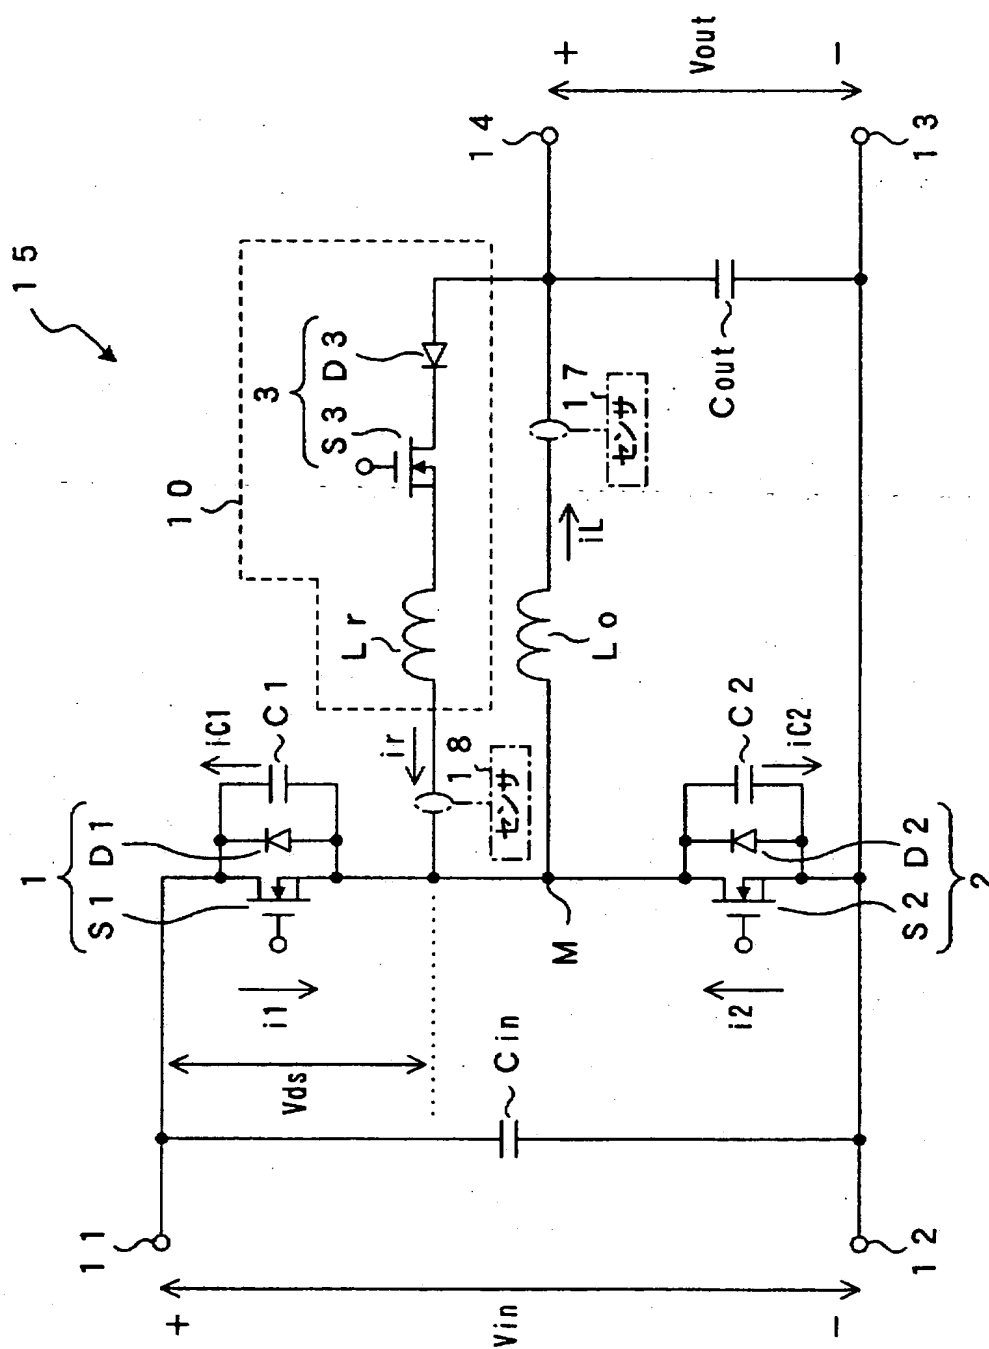 15
1
S1 D1
iC1
C1
i1
Vds
11
+
Vin
−
12
Cin
10
3
S3 D3
Lr
ir
18
センサ
Lo
iL
17
センサ
M
14
+
Vout
−
13
Cout
iC2
C2
i2
S2 D2
2